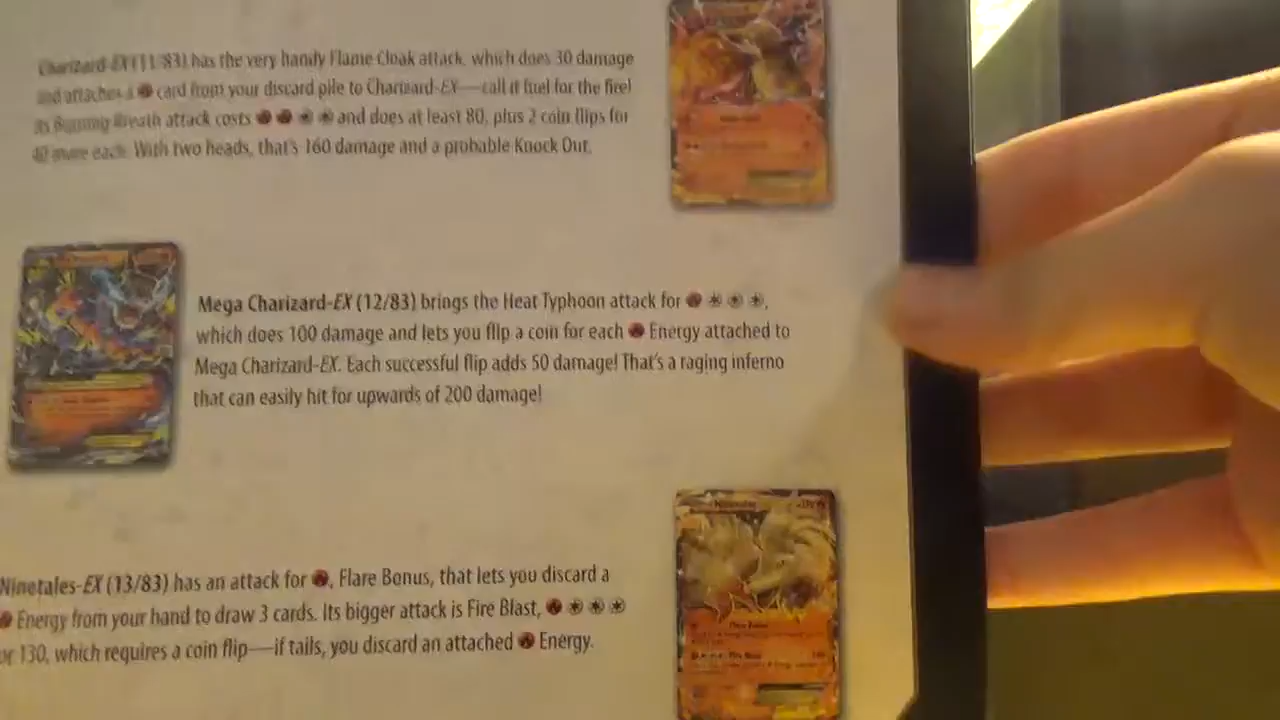 Charizard-EX (11/83) has the very handy Flame Cloak attack, which does 30 damage
and attaches a card from your discard pile to Charizard-EX—call it fuel for the fire!
Its Burning Breath attack costs and does at least 80, plus 2 coin flips for
40 more each. With two heads, that's 160 damage and a probable Knock Out.
Mega Charizard-EX (12/83) brings the Heat Typhoon attack for ,
which does 100 damage and lets you flip a coin for each Energy attached to
Mega Charizard-EX. Each successful flip adds 50 damage! That's a raging inferno
that can easily hit for upwards of 200 damage!
Ninetales-EX (13/83) has an attack for , Flare Bonus, that lets you discard a
Energy from your hand to draw 3 cards. Its bigger attack is Fire Blast,
or 130, which requires a coin flip—if tails, you discard an attached Energy.